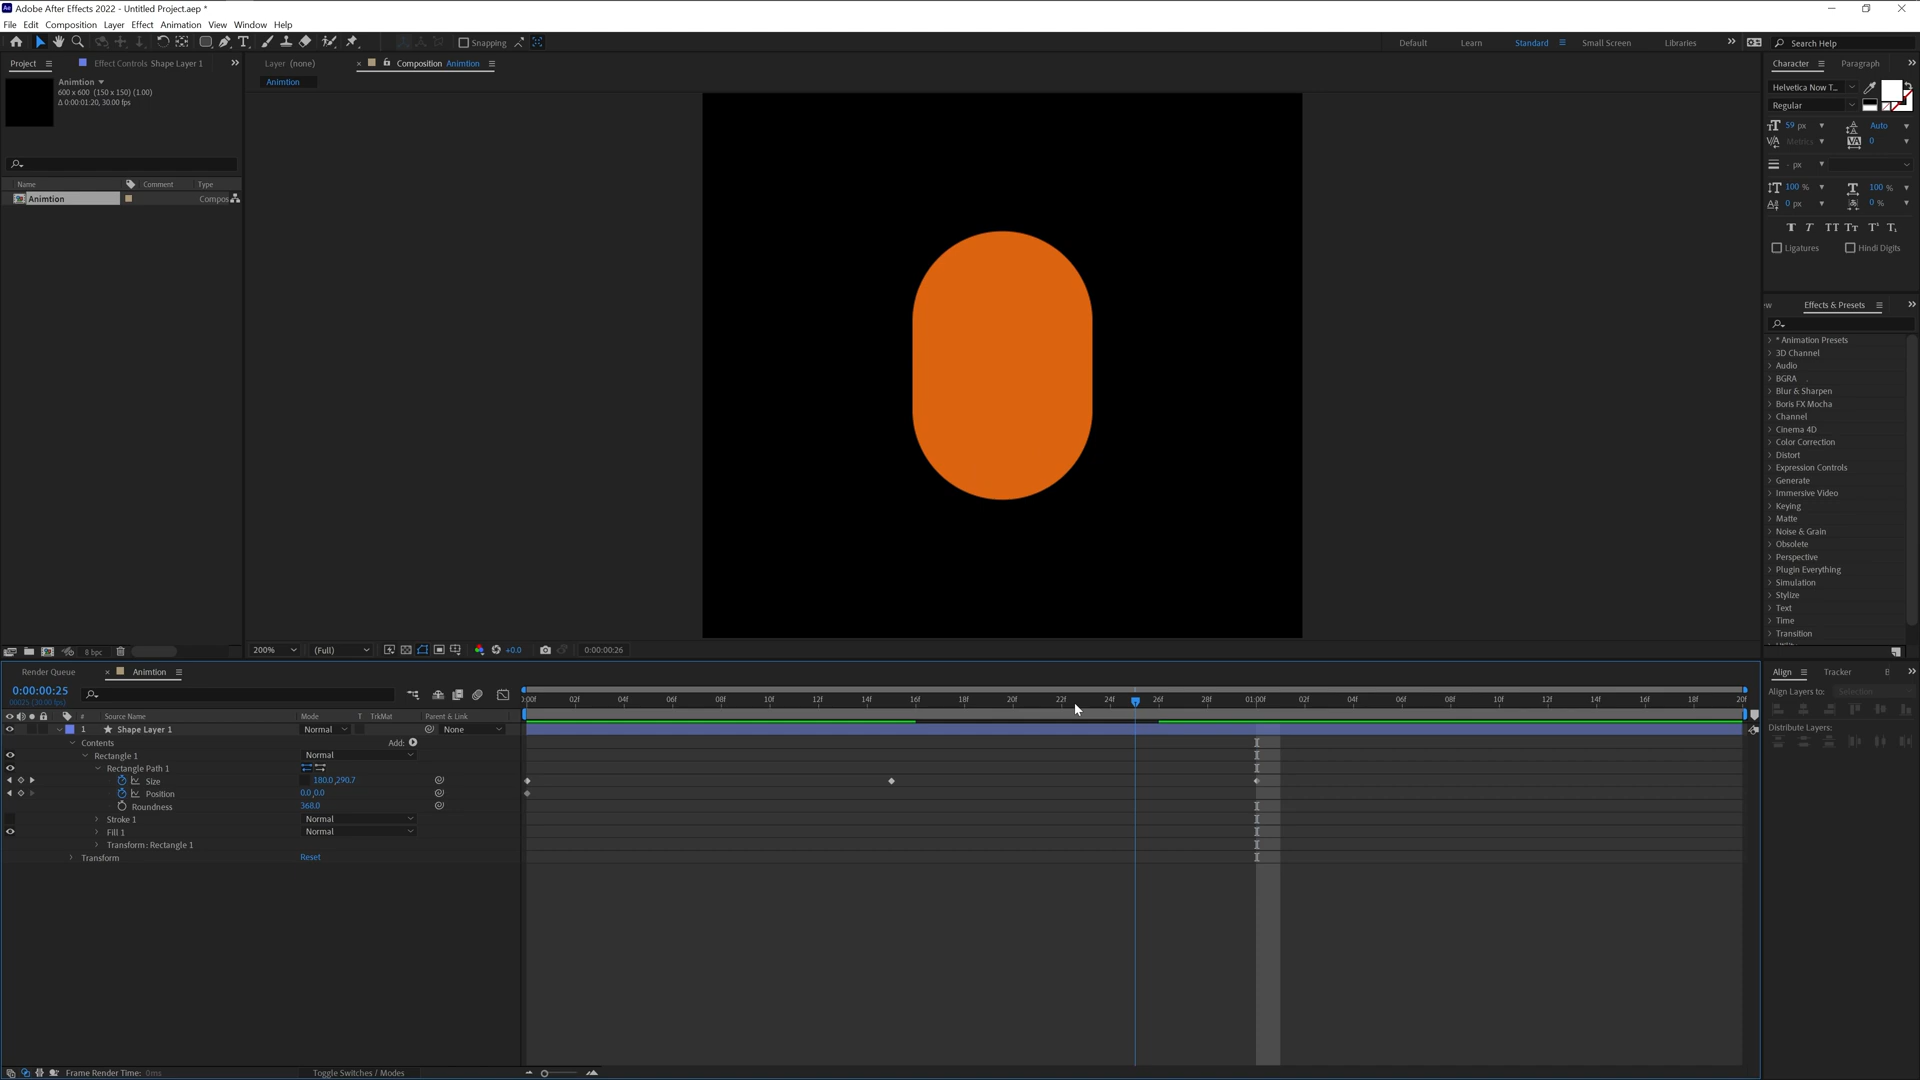 Adobe After Effects 2022 - Untitled Project.aep *
File Edit Composition Layer Effect Animation View Window Help
Snapping
Default Learn Standard Small Screen Libraries Search Help
Project Effect Controls Shape Layer 1
Layer (none) Composition Animtion
Character Paragraph
Animtion
Animtion
600 x 600 (150 x 150) (1.00)
Δ 0:00:01:20, 30.00 fps
Helvetica Now T...
Regular
59 px Auto
Metrics 0
- px
100 % 100 %
0 px 0 %
Ligatures Hindi Digits
Name Comment Type
Animtion Compos
Effects & Presets
* Animation Presets
3D Channel
Audio
BGRA
Blur & Sharpen
Boris FX Mocha
Channel
Cinema 4D
Color Correction
Distort
Expression Controls
Generate
Immersive Video
Keying
Matte
Noise & Grain
Obsolete
Perspective
Plugin Everything
Simulation
Stylize
Text
Time
Transition
8 bpc
200% (Full) +0.0 0:00:00:26
Render Queue Animtion
Align Tracker
0:00:00:25
00025 (30.00 fps)
Align Layers to: Selection
Distribute Layers:
:00f 02f 04f 06f 08f 10f 12f 14f 16f 18f 20f 22f 24f 26f 28f 01:00f 02f 04f 06f 08f 10f 12f 14f 16f 18f 20f
# Source Name Mode T TrkMat Parent & Link
1 Shape Layer 1 Normal None
Contents Add:
Rectangle 1 Normal
Rectangle Path 1
Size 180.0,290.7
Position 0.0,0.0
Roundness 368.0
Stroke 1 Normal
Fill 1 Normal
Transform: Rectangle 1
Transform Reset
Frame Render Time: 0ms Toggle Switches / Modes